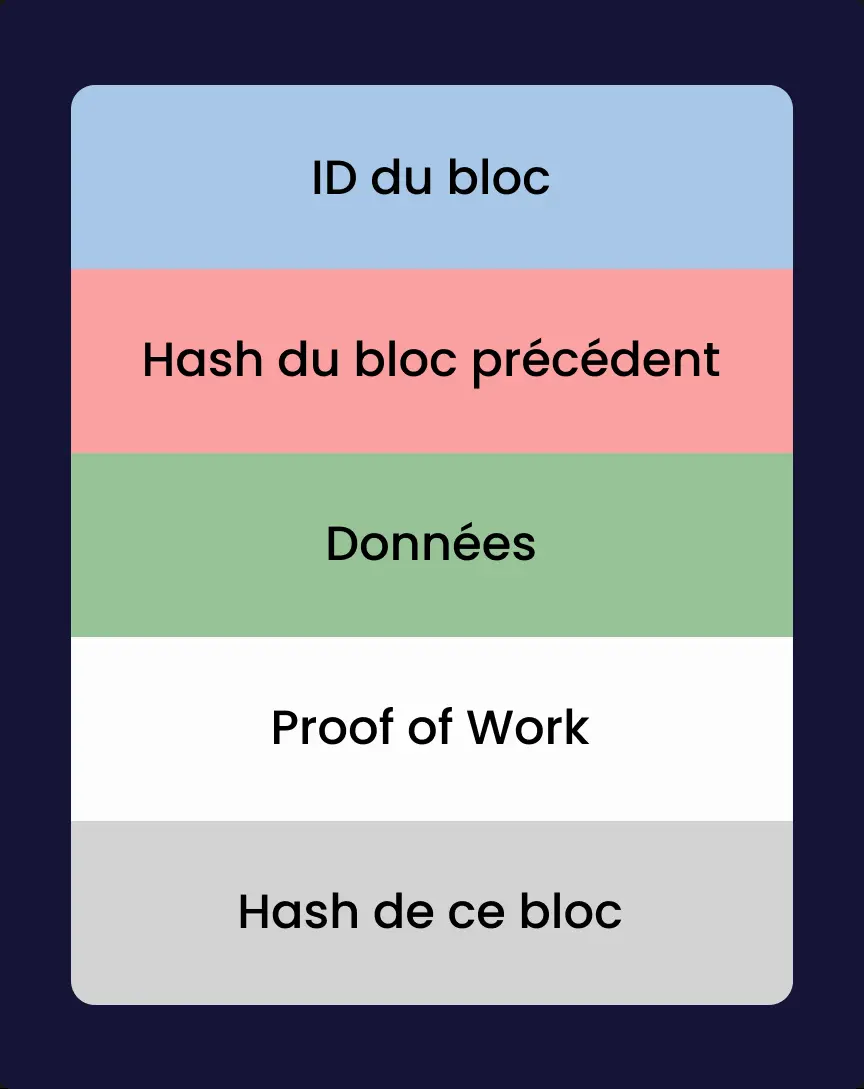 ID du bloc
Hash du bloc précédent
Données
Proof of Work
Hash de ce bloc